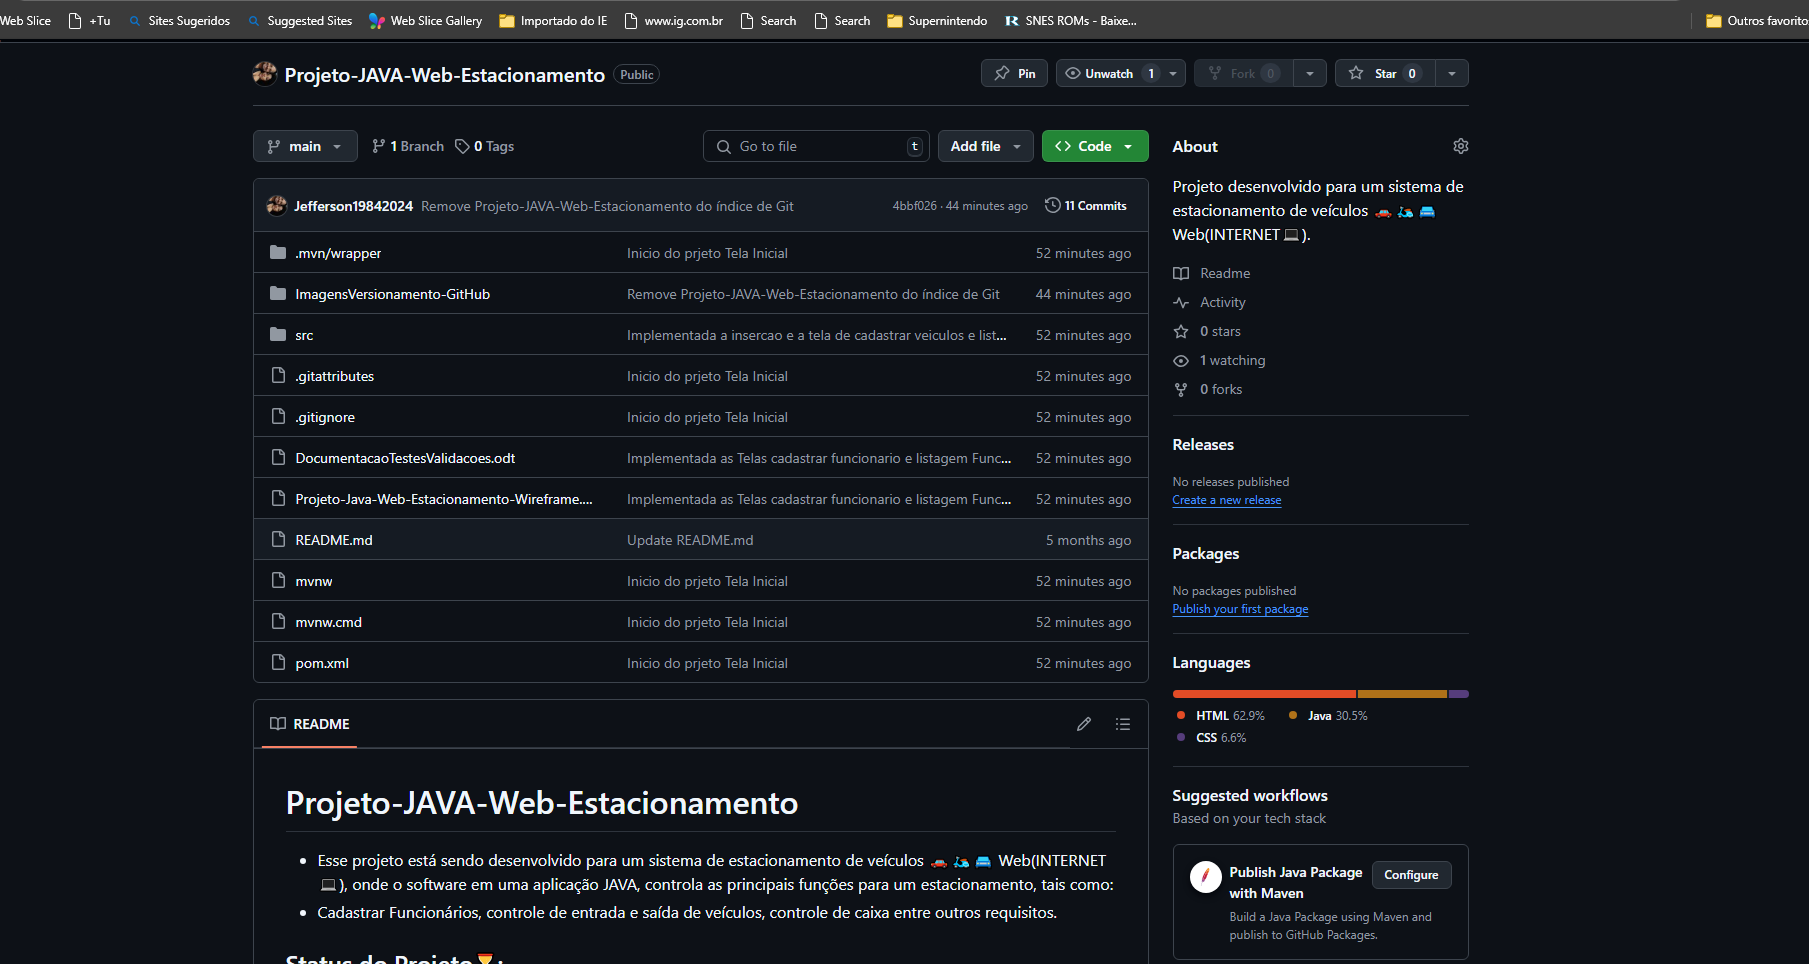 Web Slice +Tu Sites Sugeridos Suggested Sites Web Slice Gallery Importado do IE www.ig.com.br Search Search Supernintendo SNES ROMs - Baixe... Outros favorito
Projeto-JAVA-Web-Estacionamento Public Pin Unwatch 1 Fork 0 Star 0
main 1 Branch 0 Tags Go to file t Add file Code
Jefferson19842024 Remove Projeto-JAVA-Web-Estacionamento do índice de Git 4bbf026 · 44 minutes ago 11 Commits
.mvn/wrapper Inicio do prjeto Tela Inicial 52 minutes ago
ImagensVersionamento-GitHub Remove Projeto-JAVA-Web-Estacionamento do índice de Git 44 minutes ago
src Implementada a insercao e a tela de cadastrar veiculos e list... 52 minutes ago
.gitattributes Inicio do prjeto Tela Inicial 52 minutes ago
.gitignore Inicio do prjeto Tela Inicial 52 minutes ago
DocumentacaoTestesValidacoes.odt Implementada as Telas cadastrar funcionario e listagem Func... 52 minutes ago
Projeto-Java-Web-Estacionamento-Wireframe.... Implementada as Telas cadastrar funcionario e listagem Func... 52 minutes ago
README.md Update README.md 5 months ago
mvnw Inicio do prjeto Tela Inicial 52 minutes ago
mvnw.cmd Inicio do prjeto Tela Inicial 52 minutes ago
pom.xml Inicio do prjeto Tela Inicial 52 minutes ago
README
Projeto-JAVA-Web-Estacionamento
• Esse projeto está sendo desenvolvido para um sistema de estacionamento de veículos 🚗 🛵 🚘 Web(INTERNET
💻), onde o software em uma aplicação JAVA, controla as principais funções para um estacionamento, tais como:
• Cadastrar Funcionários, controle de entrada e saída de veículos, controle de caixa entre outros requisitos.
Status do Projeto⏳:
About
Projeto desenvolvido para um sistema de
estacionamento de veículos 🚗 🛵 🚘
Web(INTERNET💻).
Readme
Activity
0 stars
1 watching
0 forks
Releases
No releases published
Create a new release
Packages
No packages published
Publish your first package
Languages
HTML 62.9% Java 30.5%
CSS 6.6%
Suggested workflows
Based on your tech stack
Publish Java Package Configure
with Maven
Build a Java Package using Maven and
publish to GitHub Packages.